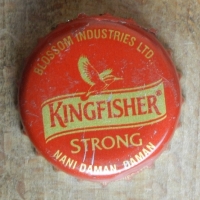 BLOSSOM INDUSTRIES LTD.
KINGFISHER®
STRONG
NANI DAMAN, DAMAN